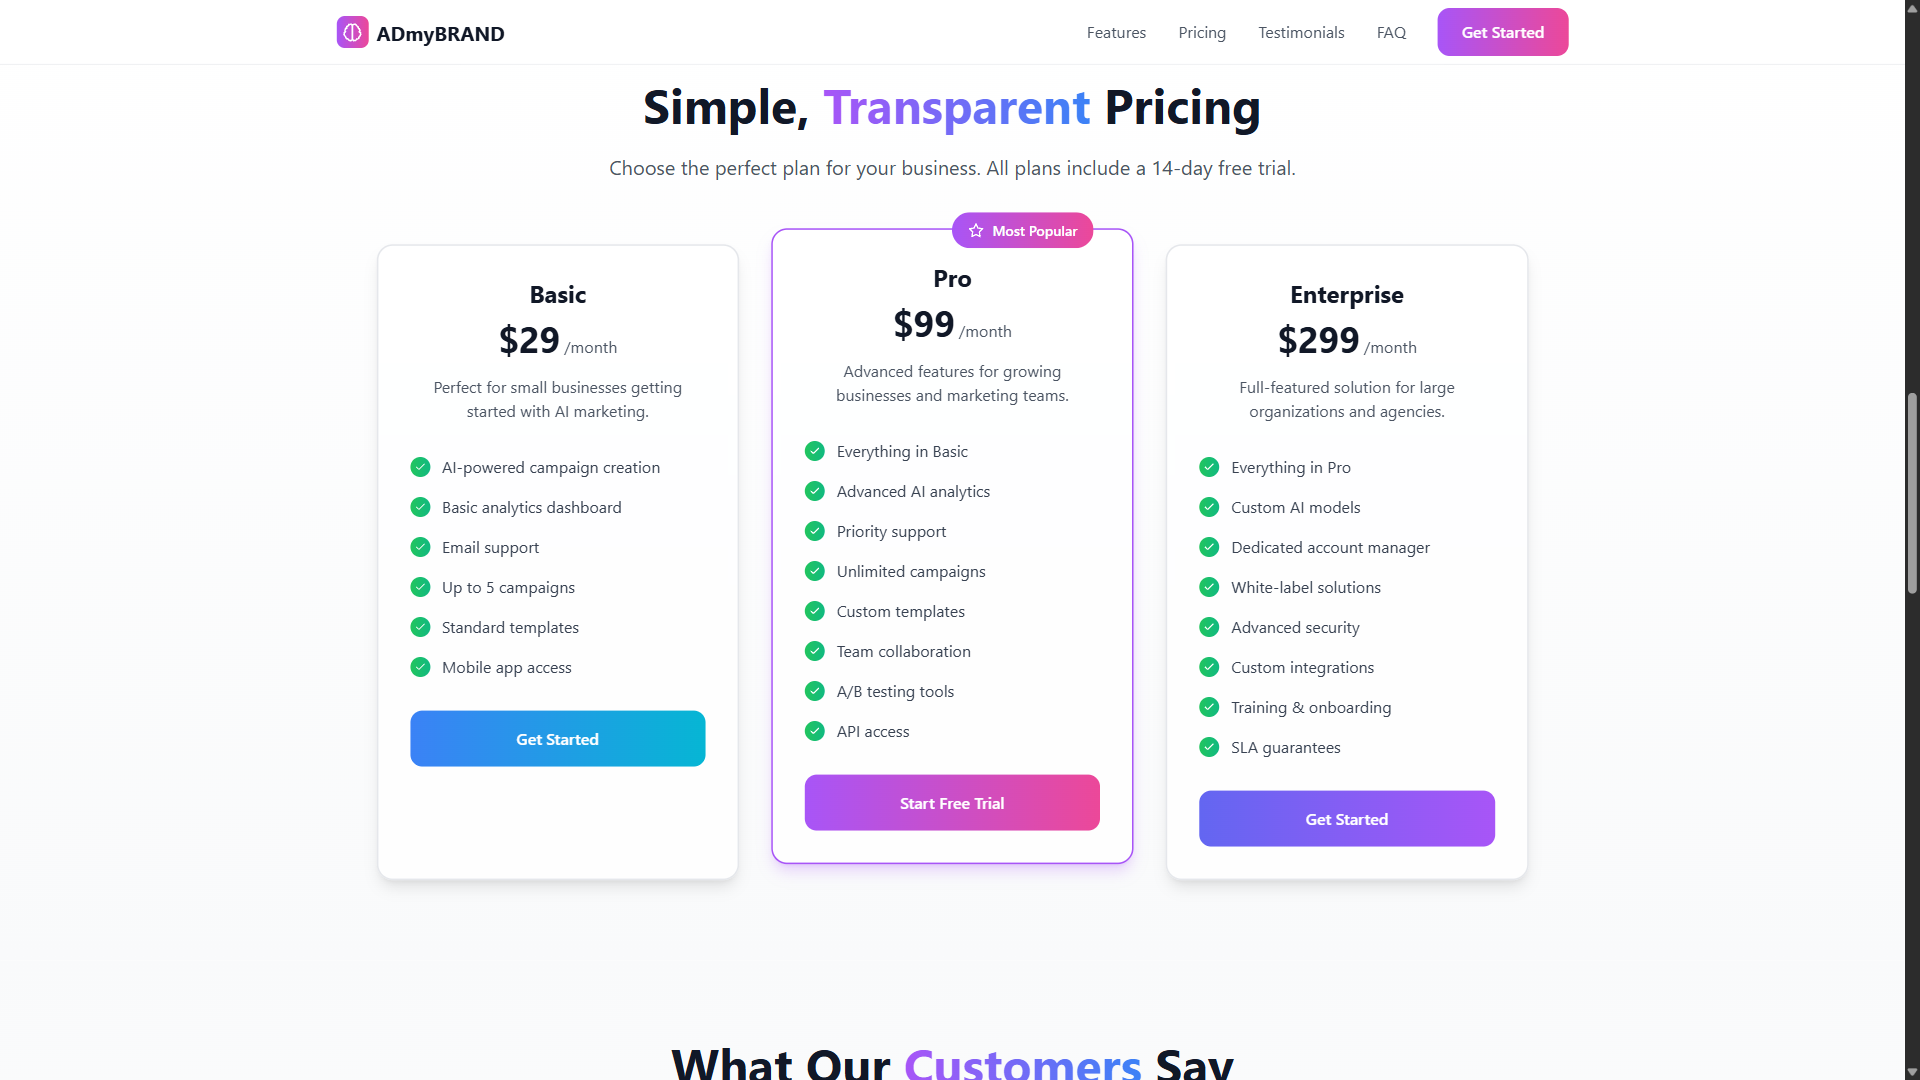 ADmyBRAND
Features
Pricing
Testimonials
FAQ
Get Started
Simple, Transparent Pricing
Choose the perfect plan for your business. All plans include a 14-day free trial.
Basic
$29 /month
Perfect for small businesses getting
started with AI marketing.
AI-powered campaign creation
Basic analytics dashboard
Email support
Up to 5 campaigns
Standard templates
Mobile app access
Get Started
Most Popular
Pro
$99 /month
Advanced features for growing
businesses and marketing teams.
Everything in Basic
Advanced AI analytics
Priority support
Unlimited campaigns
Custom templates
Team collaboration
A/B testing tools
API access
Start Free Trial
Enterprise
$299 /month
Full-featured solution for large
organizations and agencies.
Everything in Pro
Custom AI models
Dedicated account manager
White-label solutions
Advanced security
Custom integrations
Training & onboarding
SLA guarantees
Get Started
What Our Customers Say